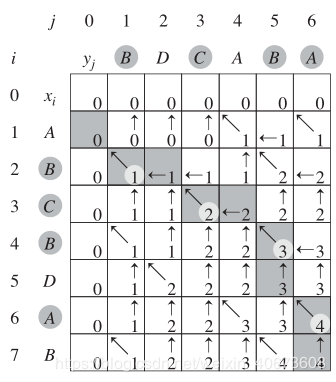 j 0 1 2 3 4 5 6
i yj B D C A B A
0 xi 0 0 0 0 0 0 0
1 A 0 ↑0 ↑0 ↑0 ↖1 ←1 ↖1
2 B 0 ↖1 ←1 ←1 ↑1 ↖2 ←2
3 C 0 ↑1 ↑1 ↖2 ←2 ↑2 ↑2
4 B 0 ↖1 ↑1 ↑2 ↑2 ↖3 ←3
5 D 0 ↑1 ↖2 ↑2 ↑2 ↑3 ↑3
6 A 0 ↑1 ↑2 ↑2 ↖3 ↑3 ↖4
7 B 0 ↖1 ↑2 ↑2 ↑3 ↖4 ↑4